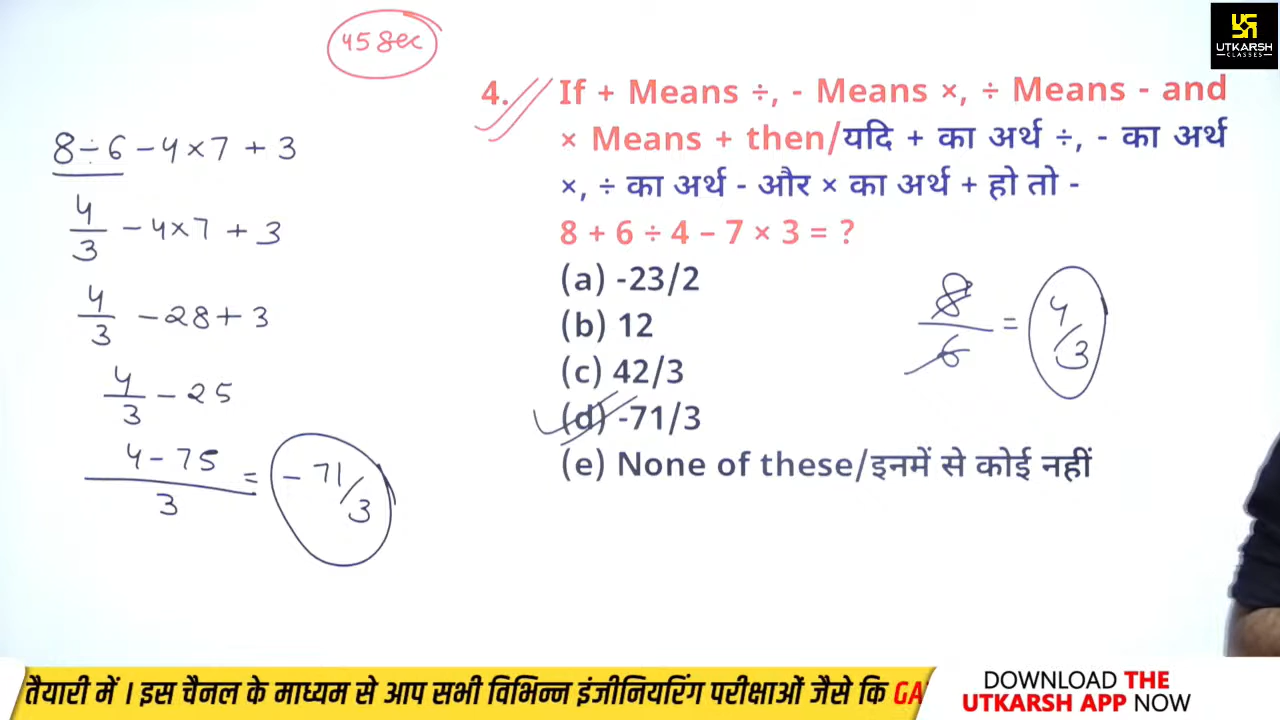 45 Sec
UTKARSH
CLASSES
4. If + Means ÷, - Means ×, ÷ Means - and
× Means + then/यदि + का अर्थ ÷, - का अर्थ
×, ÷ का अर्थ - और × का अर्थ + हो तो -
8 + 6 ÷ 4 – 7 × 3 = ?
(a) -23/2
(b) 12
(c) 42/3
(d) -71/3
(e) None of these/इनमें से कोई नहीं
8÷6 – 4×7 + 3
4/3 – 4×7 + 3
4/3 – 28 + 3
4/3 – 25
4 – 75 / 3 = – 71/3
8/6 = 4/3
तैयारी में । इस चैनल के माध्यम से आप सभी विभिन्न इंजीनियरिंग परीक्षाओं जैसे कि GA
DOWNLOAD THE
UTKARSH APP NOW